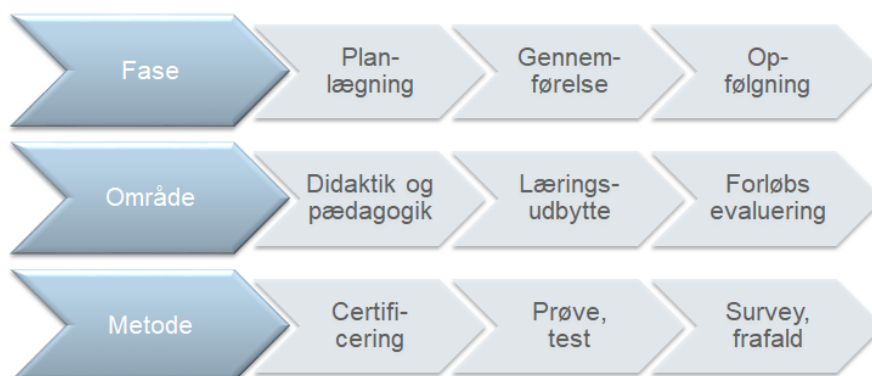 Fase
Plan-
lægning
Gennem-
førelse
Op-
følgning
Område
Didaktik og
pædagogik
Lærings-
udbytte
Forløbs
evaluering
Metode
Certifi-
cering
Prøve,
test
Survey,
frafald